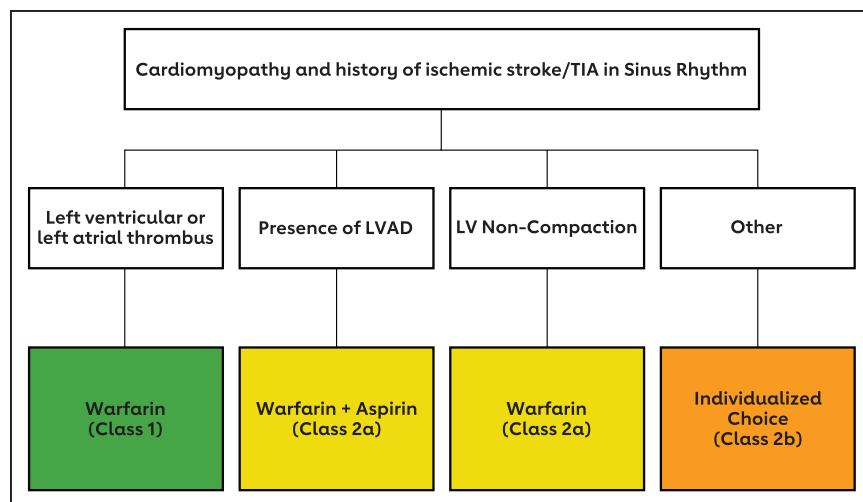 Cardiomyopathy and history of ischemic stroke/TIA in Sinus Rhythm
Left ventricular or
left atrial thrombus
Presence of LVAD
LV Non-Compaction
Other
Warfarin
(Class 1)
Warfarin + Aspirin
(Class 2a)
Warfarin
(Class 2a)
Individualized
Choice
(Class 2b)